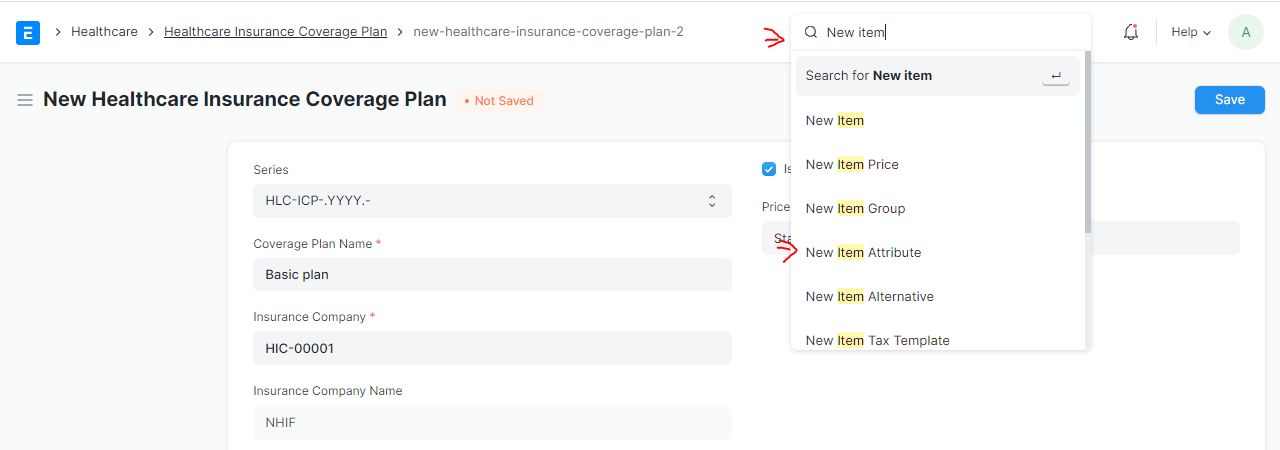 E
Healthcare
Healthcare Insurance Coverage Plan
new-healthcare-insurance-coverage-plan-2
New item
Help
A
New Healthcare Insurance Coverage Plan
• Not Saved
Save
Search for New item
New Item
New Item Price
New Item Group
New Item Attribute
New Item Alternative
New Item Tax Template
Series
HLC-ICP-.YYYY.-
Coverage Plan Name *
Basic plan
Insurance Company *
HIC-00001
Insurance Company Name
NHIF
Is
Price
Sta